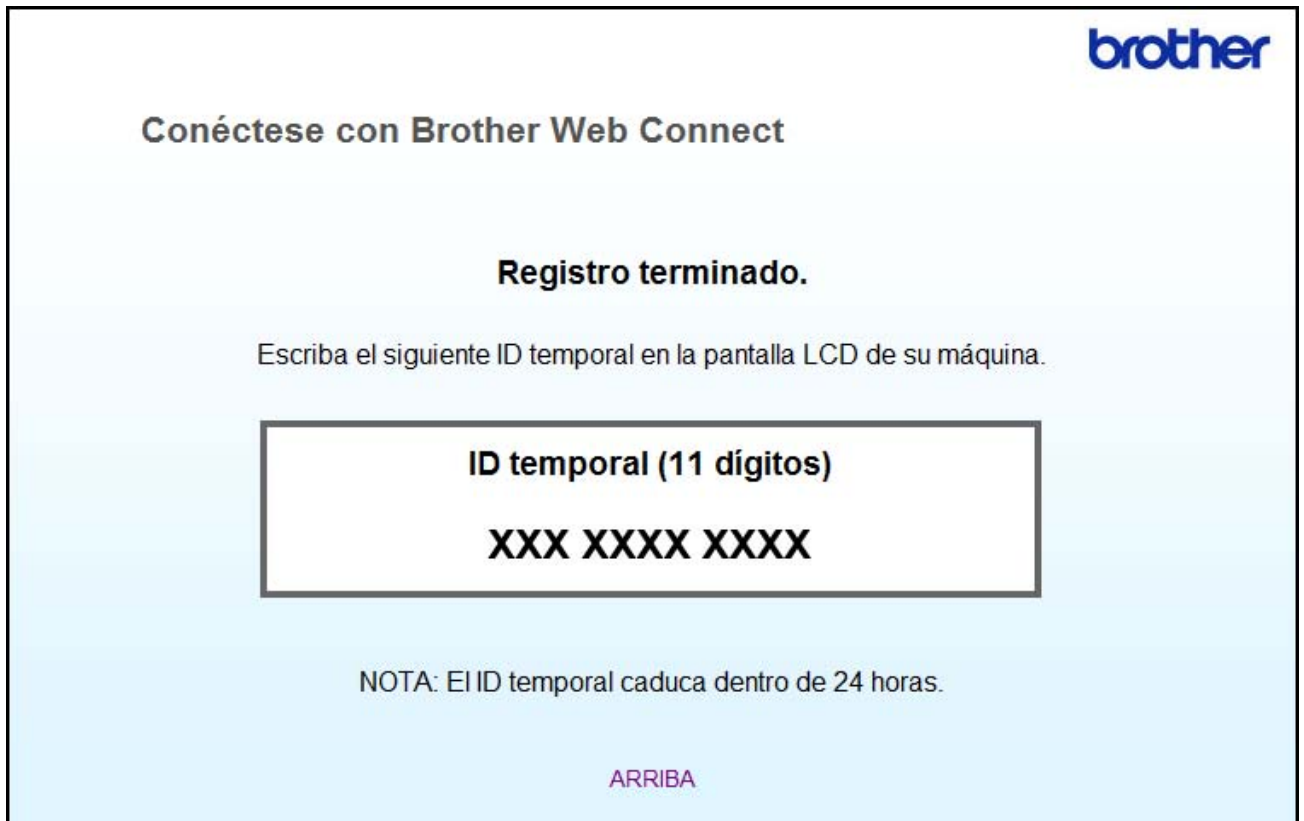 brother
Conéctese con Brother Web Connect
Registro terminado.
Escriba el siguiente ID temporal en la pantalla LCD de su máquina.
ID temporal (11 dígitos)
XXX XXXX XXXX
NOTA: El ID temporal caduca dentro de 24 horas.
ARRIBA